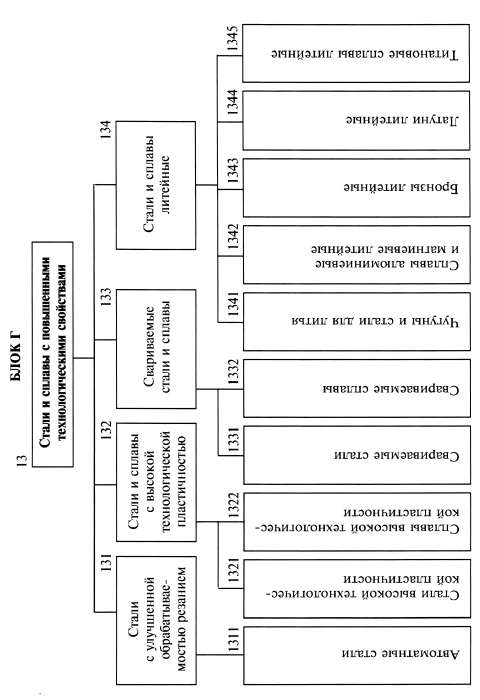 БЛОК Г
13
Стали и сплавы с повышенными
технологическими свойствами
131
Стали
с улучшенной
обрабатывае-
мостью резанием
132
Стали и сплавы
с высокой
технологической
пластичностью
133
Свариваемые
стали и сплавы
134
Стали и сплавы
литейные
1311
Автоматные стали
1321
Стали высокой технологичес-
кой пластичности
1322
Сплавы высокой технологичес-
кой пластичности
1331
Свариваемые стали
1332
Свариваемые сплавы
1341
Чугуны и стали для литья
1342
Сплавы алюминиевые
и магниевые литейные
1343
Бронзы литейные
1344
Латуни литейные
1345
Титановые сплавы литейные